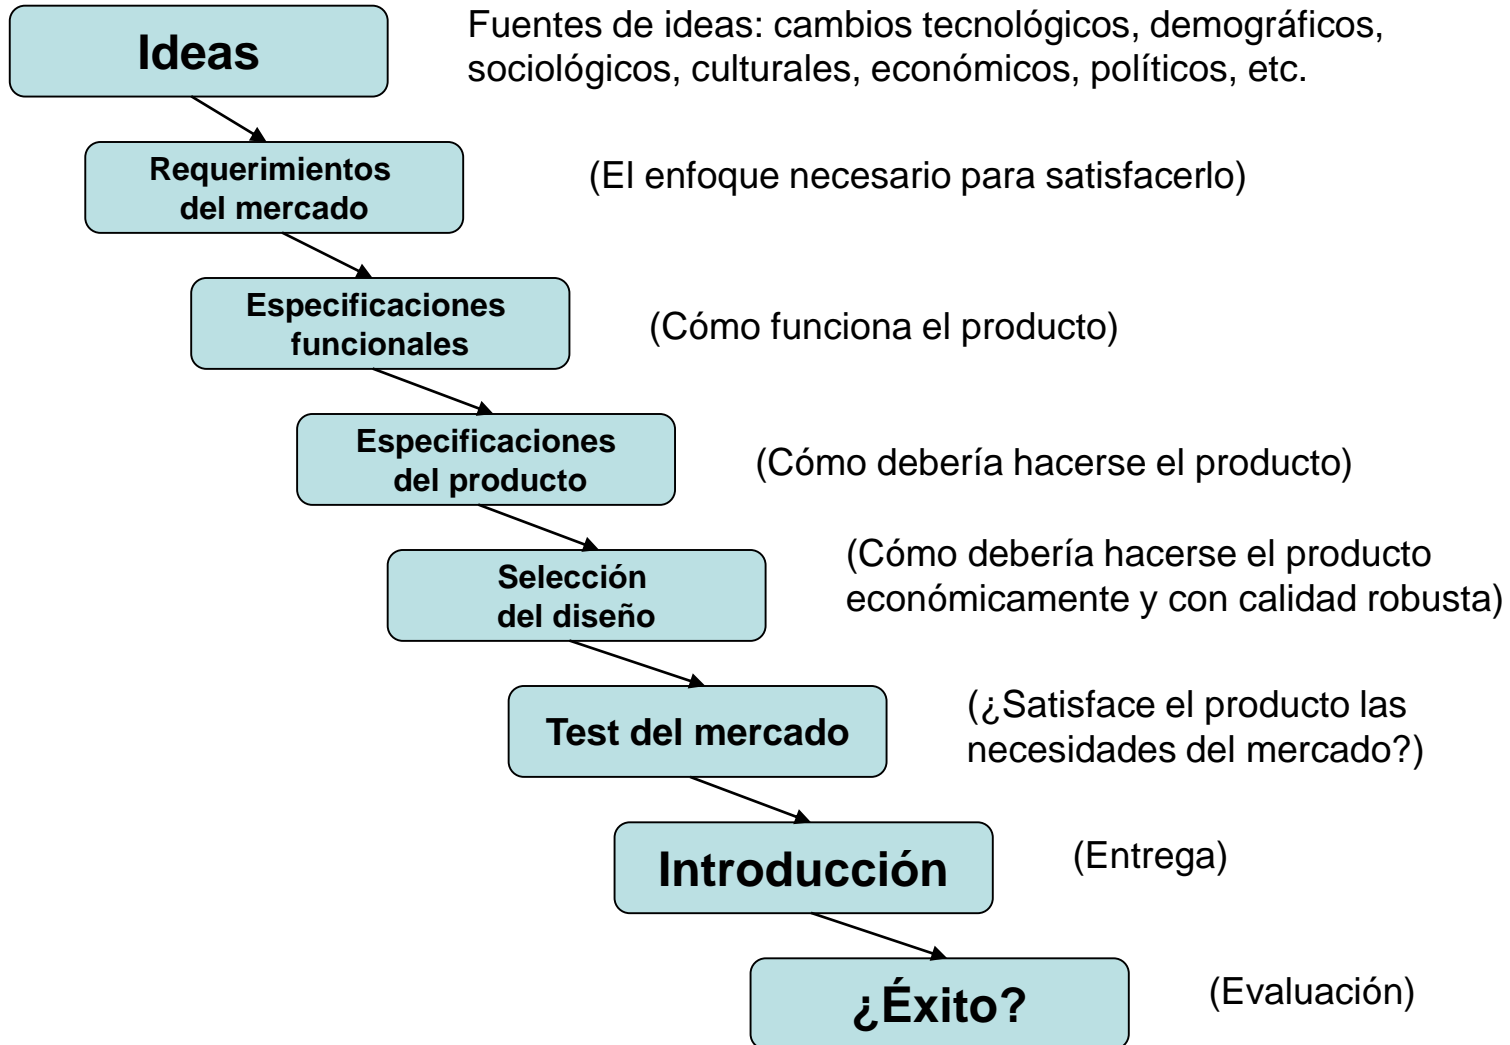 Ideas
Fuentes de ideas: cambios tecnológicos, demográficos,
sociológicos, culturales, económicos, políticos, etc.
Requerimientos
del mercado
(El enfoque necesario para satisfacerlo)
Especificaciones
funcionales
(Cómo funciona el producto)
Especificaciones
del producto
(Cómo debería hacerse el producto)
Selección
del diseño
(Cómo debería hacerse el producto
económicamente y con calidad robusta)
Test del mercado
(¿Satisface el producto las
necesidades del mercado?)
Introducción
(Entrega)
¿Éxito?
(Evaluación)